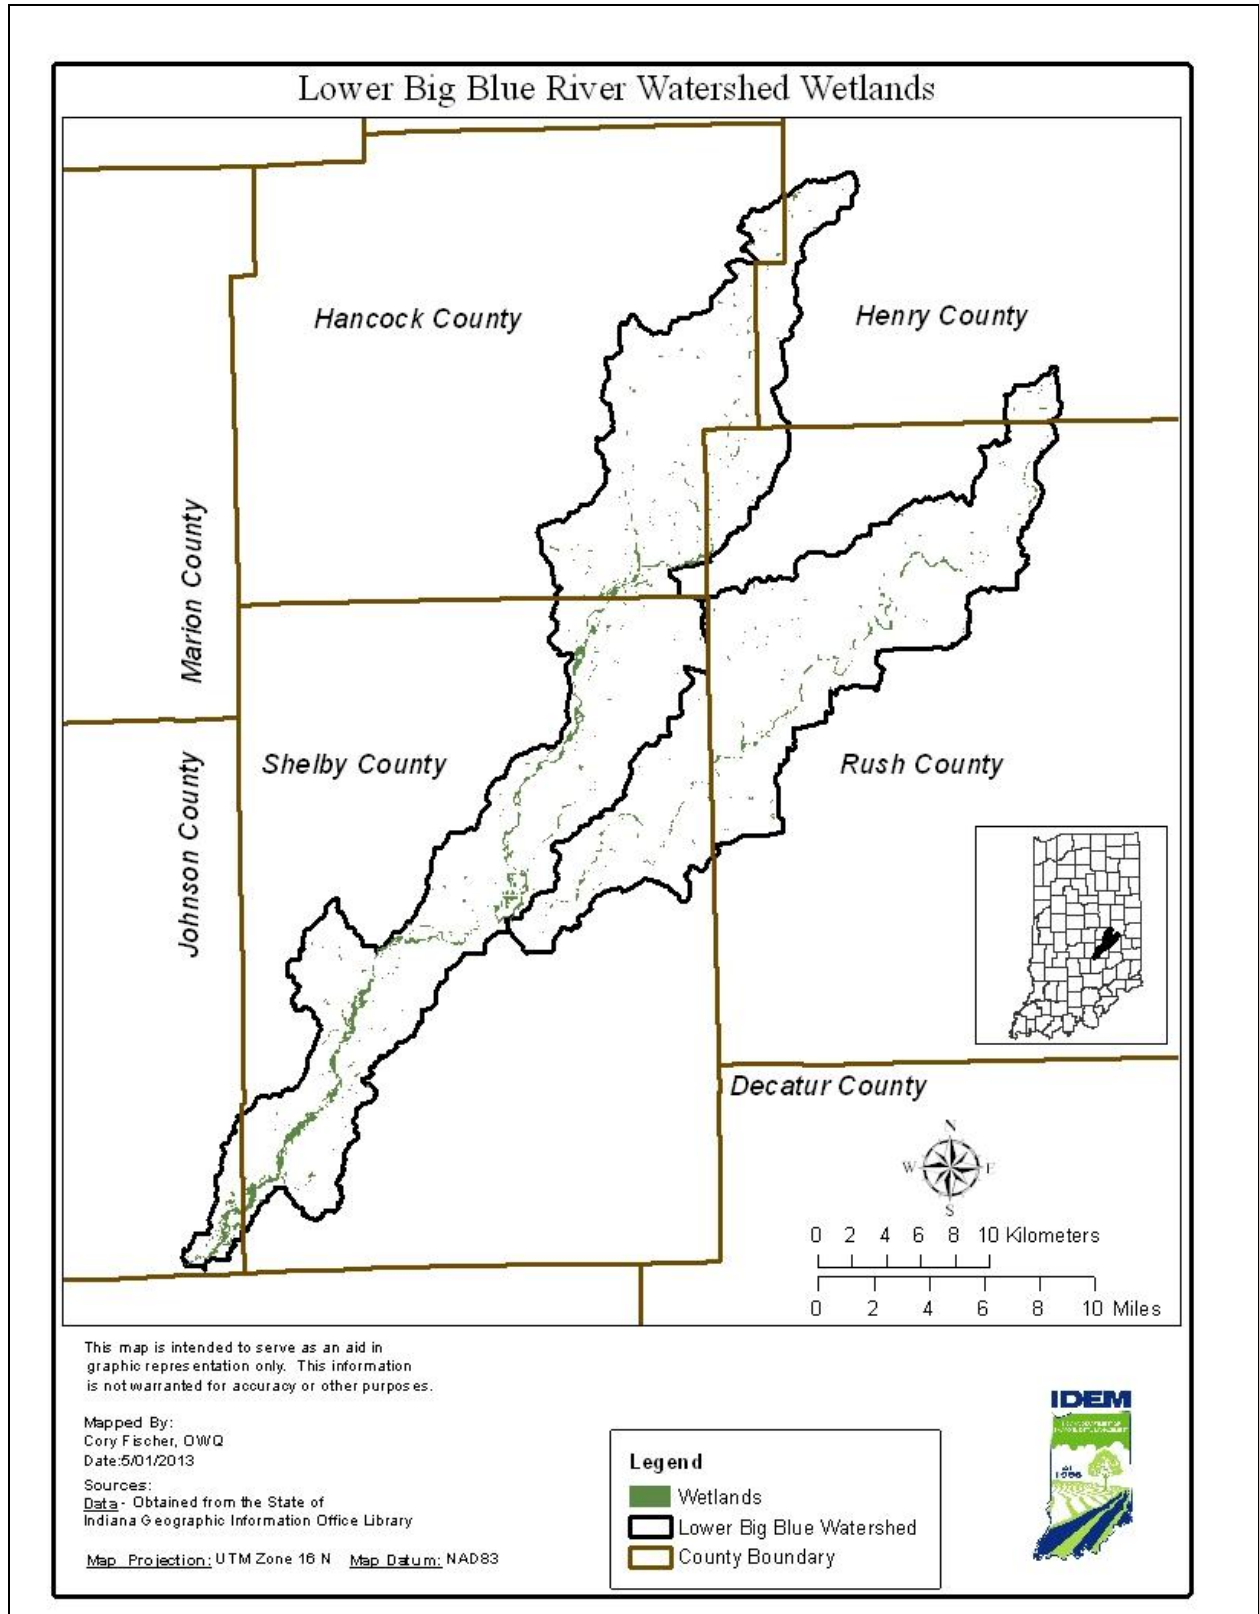 Lower Big Blue River Watershed Wetlands
Hancock County
Henry County
Marion County
Shelby County
Rush County
Johnson County
Decatur County
N
W E
S
0 2 4 6 8 10 Kilometers
0 2 4 6 8 10 Miles
This map is intended to serve as an aid in
graphic representation only. This information
is not warranted for accuracy or other purposes.
Mapped By:
Cory Fischer, OWQ
Date:5/01/2013
Sources:
Data - Obtained from the State of
Indiana Geographic Information Office Library
Map Projection: UTM Zone 16 N Map Datum: NAD83
Legend
Wetlands
Lower Big Blue Watershed
County Boundary
IDEM
1986